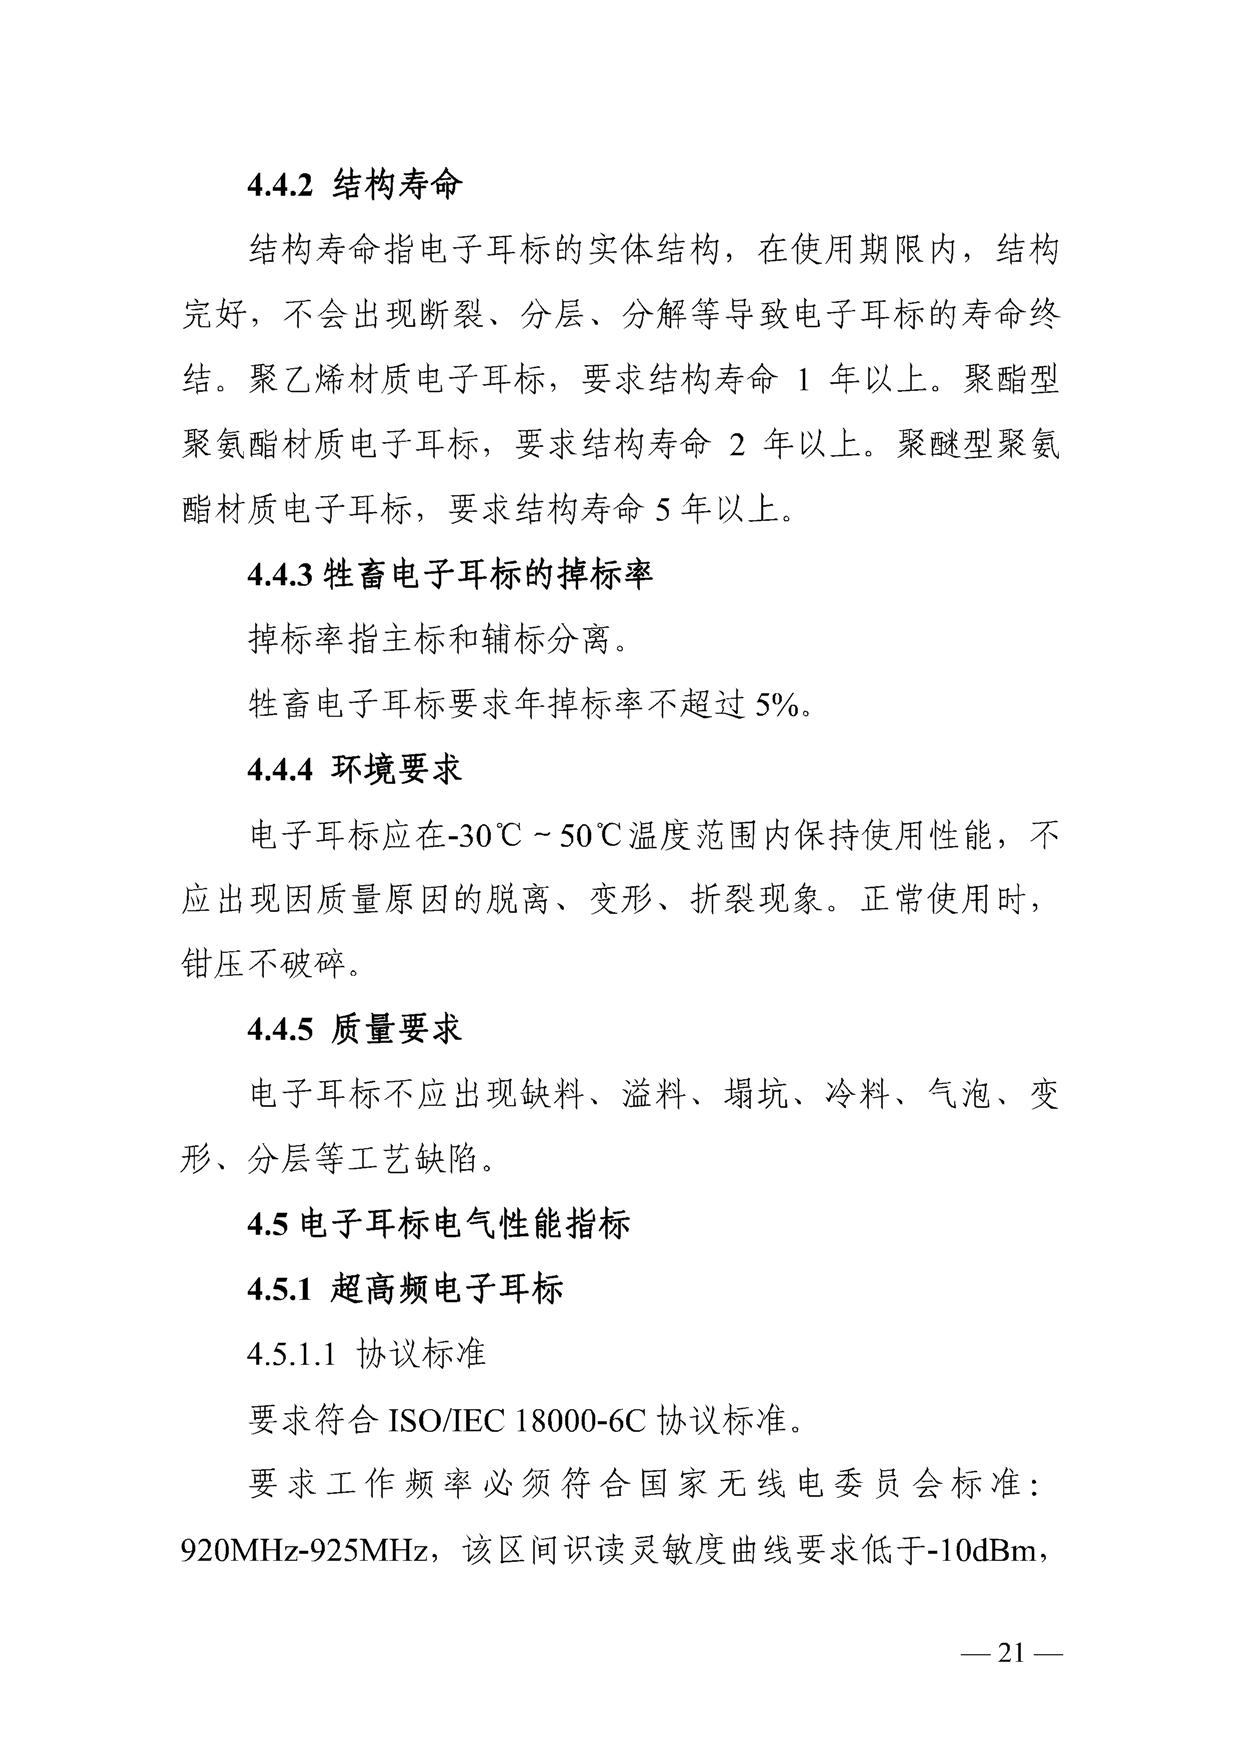 4.4.2 结构寿命
结构寿命指电子耳标的实体结构，在使用期限内，结构
完好，不会出现断裂、分层、分解等导致电子耳标的寿命终
结。聚乙烯材质电子耳标，要求结构寿命 1 年以上。聚酯型
聚氨酯材质电子耳标，要求结构寿命 2 年以上。聚醚型聚氨
酯材质电子耳标，要求结构寿命 5 年以上。
4.4.3 牲畜电子耳标的掉标率
掉标率指主标和辅标分离。
牲畜电子耳标要求年掉标率不超过 5%。
4.4.4 环境要求
电子耳标应在-30℃～50℃温度范围内保持使用性能，不
应出现因质量原因的脱离、变形、折裂现象。正常使用时，
钳压不破碎。
4.4.5 质量要求
电子耳标不应出现缺料、溢料、塌坑、冷料、气泡、变
形、分层等工艺缺陷。
4.5 电子耳标电气性能指标
4.5.1 超高频电子耳标
4.5.1.1 协议标准
要求符合 ISO/IEC 18000-6C 协议标准。
要求工作频率必须符合国家无线电委员会标准：
920MHz-925MHz，该区间识读灵敏度曲线要求低于-10dBm，
— 21 —